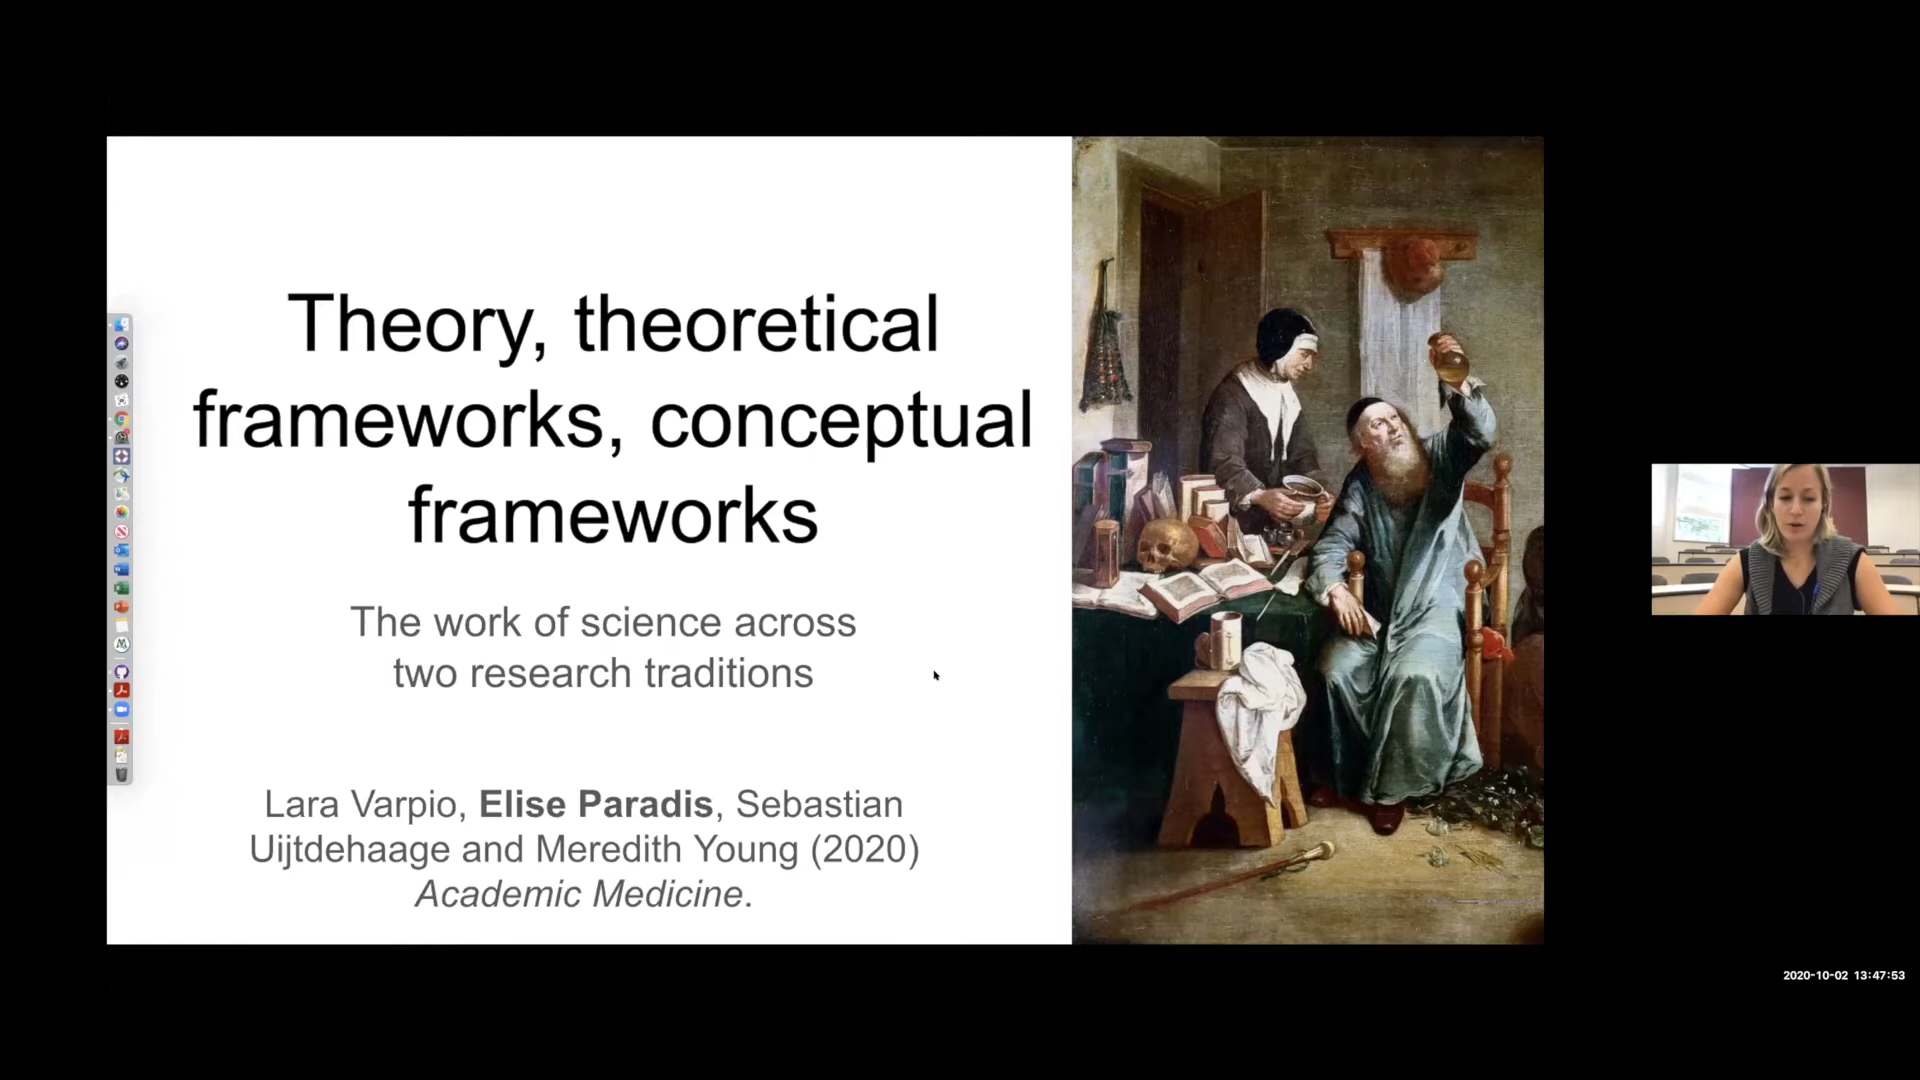 Theory, theoretical
frameworks, conceptual
frameworks
The work of science across
two research traditions
Lara Varpio, Elise Paradis, Sebastian
Uijtdehaage and Meredith Young (2020)
Academic Medicine.
2020-10-02 13:47:53